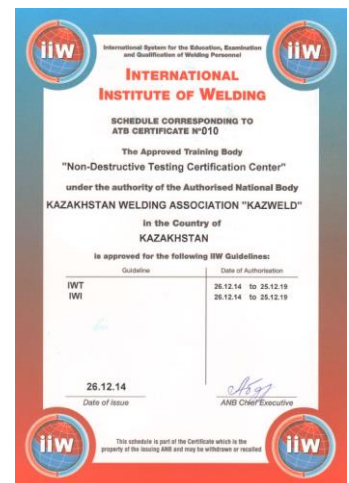 iiw
International System for the Education, Examination
and Qualification of Welding Personnel
iiw
INTERNATIONAL
INSTITUTE OF WELDING
SCHEDULE CORRESPONDING TO
ATB CERTIFICATE N°010
The Approved Training Body
"Non-Destructive Testing Certification Center"
under the authority of the Authorised National Body
KAZAKHSTAN WELDING ASSOCIATION "KAZWELD"
in the Country
of
KAZAKHSTAN
is approved for the following IIW Guidelines:
Guideline Date of Authorisation
IWT 26.12.14 to 25.12.19
IWI 26.12.14 to 25.12.19
26.12.14
Date of issue ANB Chief Executive
iiw
This schedule is part of the Certificate which is the
property of the issuing ANB and may be withdrawn or recalled
iiw